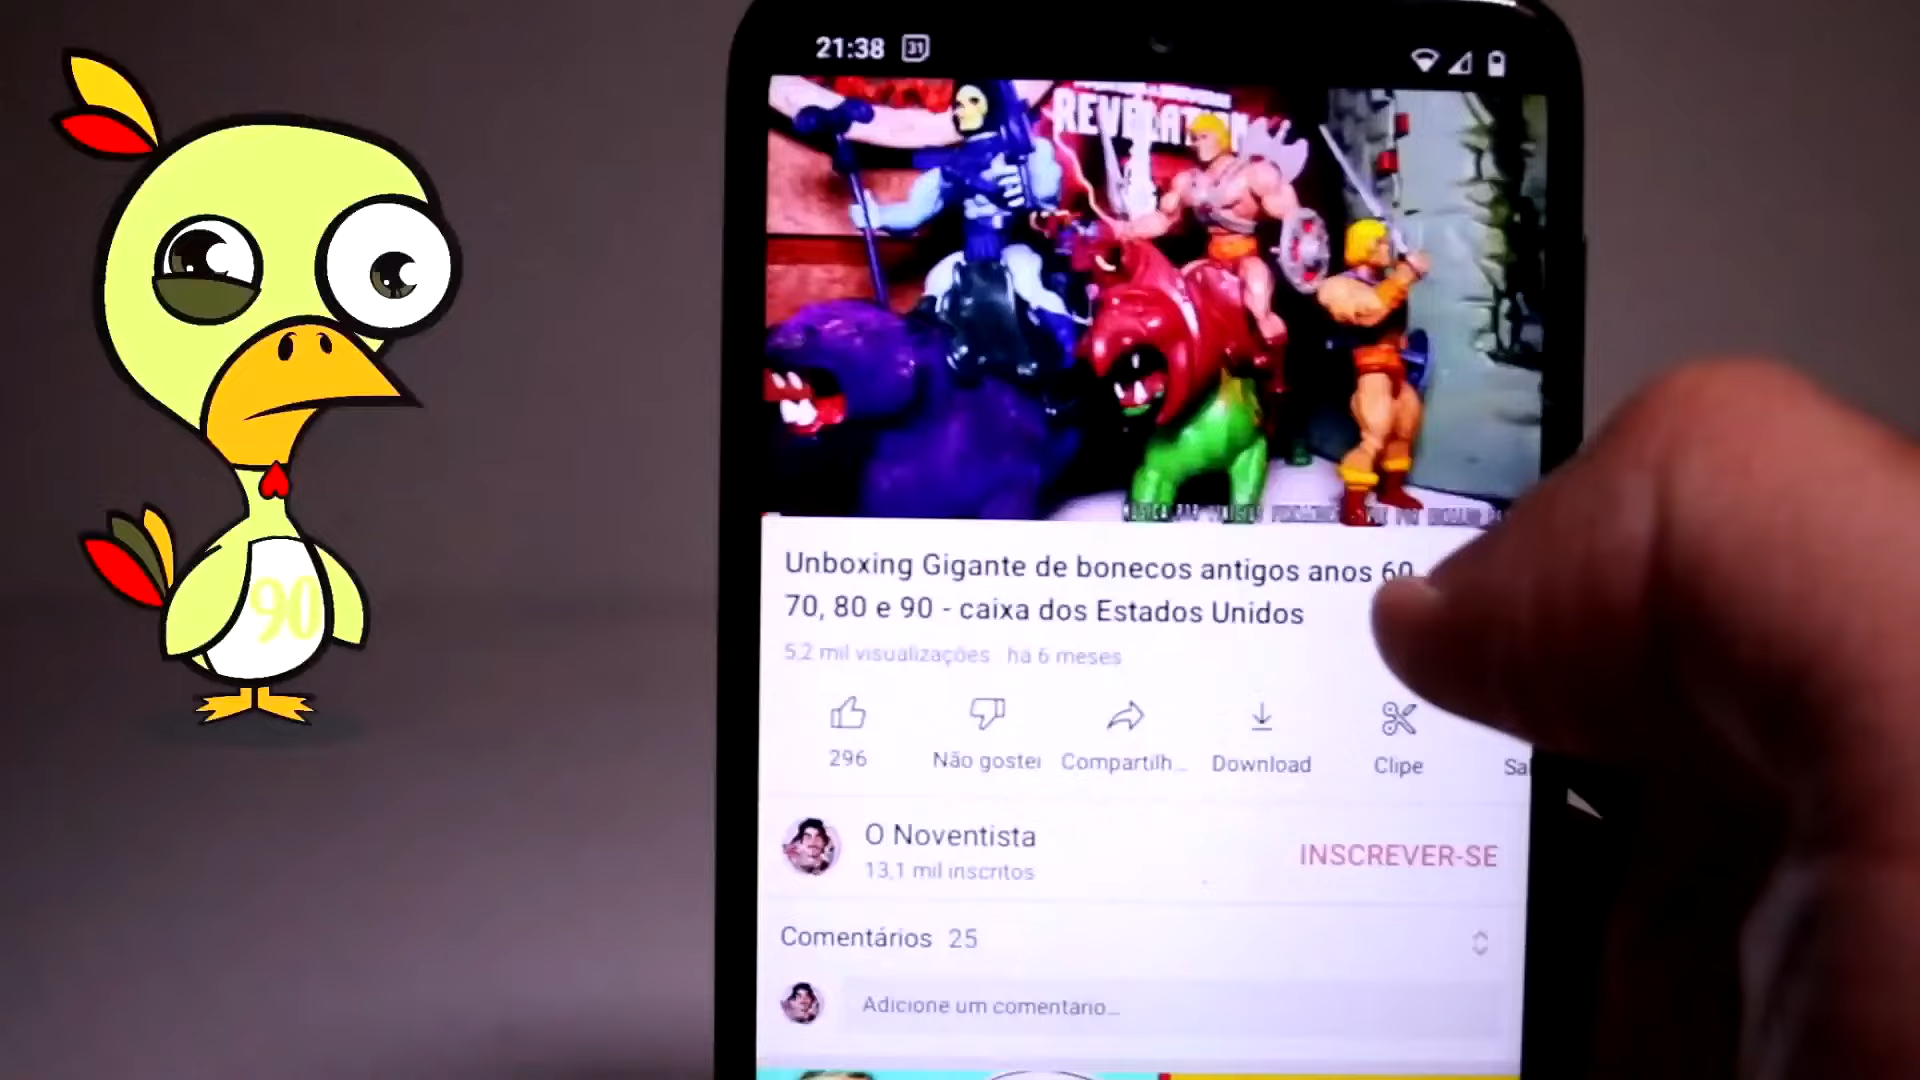 21:38
31
REVELATION
90
Unboxing Gigante de bonecos antigos anos 60
70, 80 e 90 - caixa dos Estados Unidos
5,2 mil visualizações há 6 meses
296
Não gostei
Compartilh...
Download
Clipe
Sal
O Noventista
13,1 mil inscritos
INSCREVER-SE
Comentários 25
Adicione um comentário...